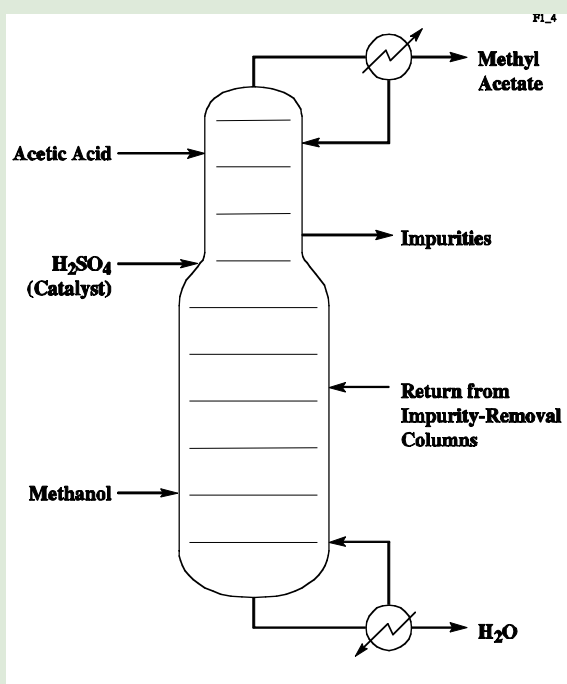 F1_4
Methyl
Acetate
Acetic Acid
Impurities
H₂SO₄
(Catalyst)
Return from
Impurity-Removal
Columns
Methanol
H₂O